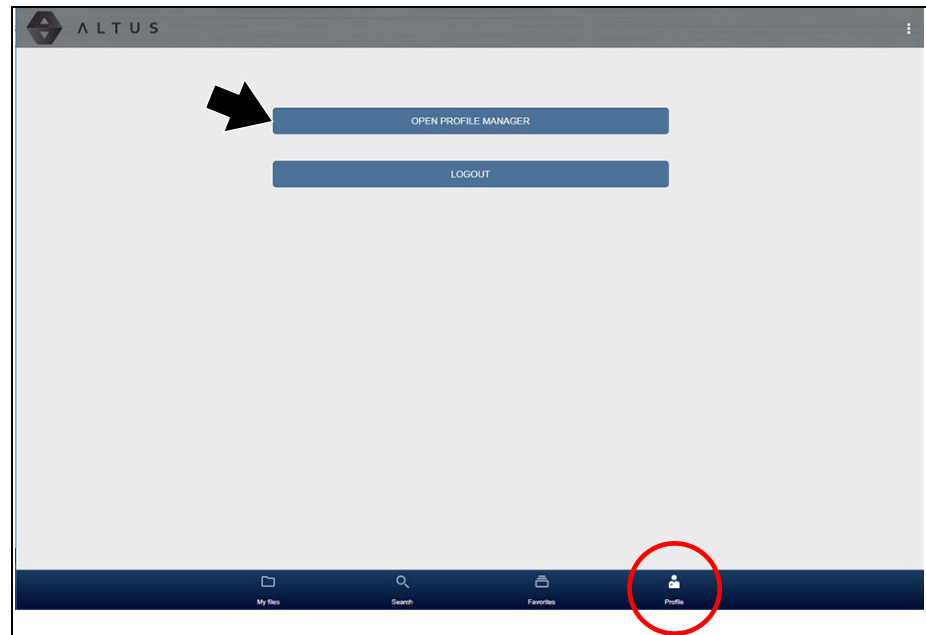 ALTUS
OPEN PROFILE MANAGER
LOGOUT
My files Search Favorites Profile